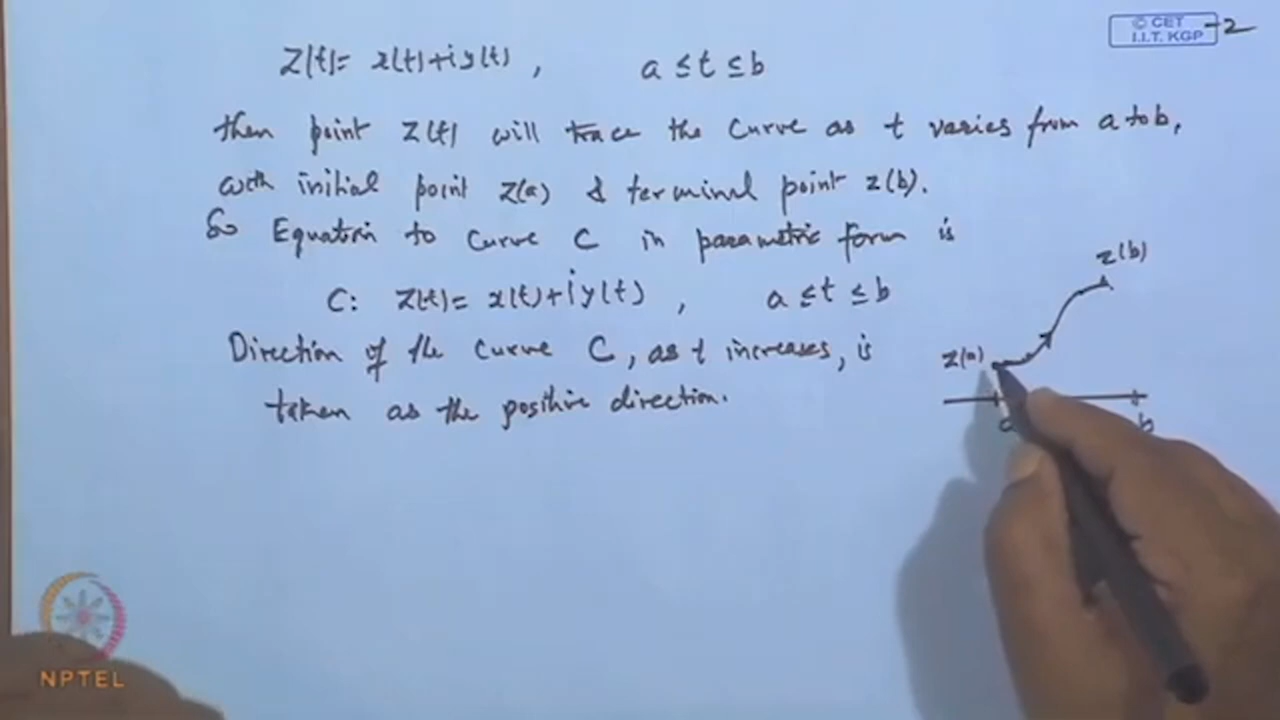 © CET
I.I.T. KGP
-2
Z(t)= x(t)+iy(t), a ≤ t ≤ b
then point Z(t) will trace the Curve as t varies from a to b,
with initial point Z(a) & terminal point z(b).
So Equation to Curve C in parametric form is
C: Z(t)= x(t)+iy(t), a ≤ t ≤ b
Direction of the Curve C, as t increases, is
taken as the positive direction.
z(b)
z(a)
a b
NPTEL